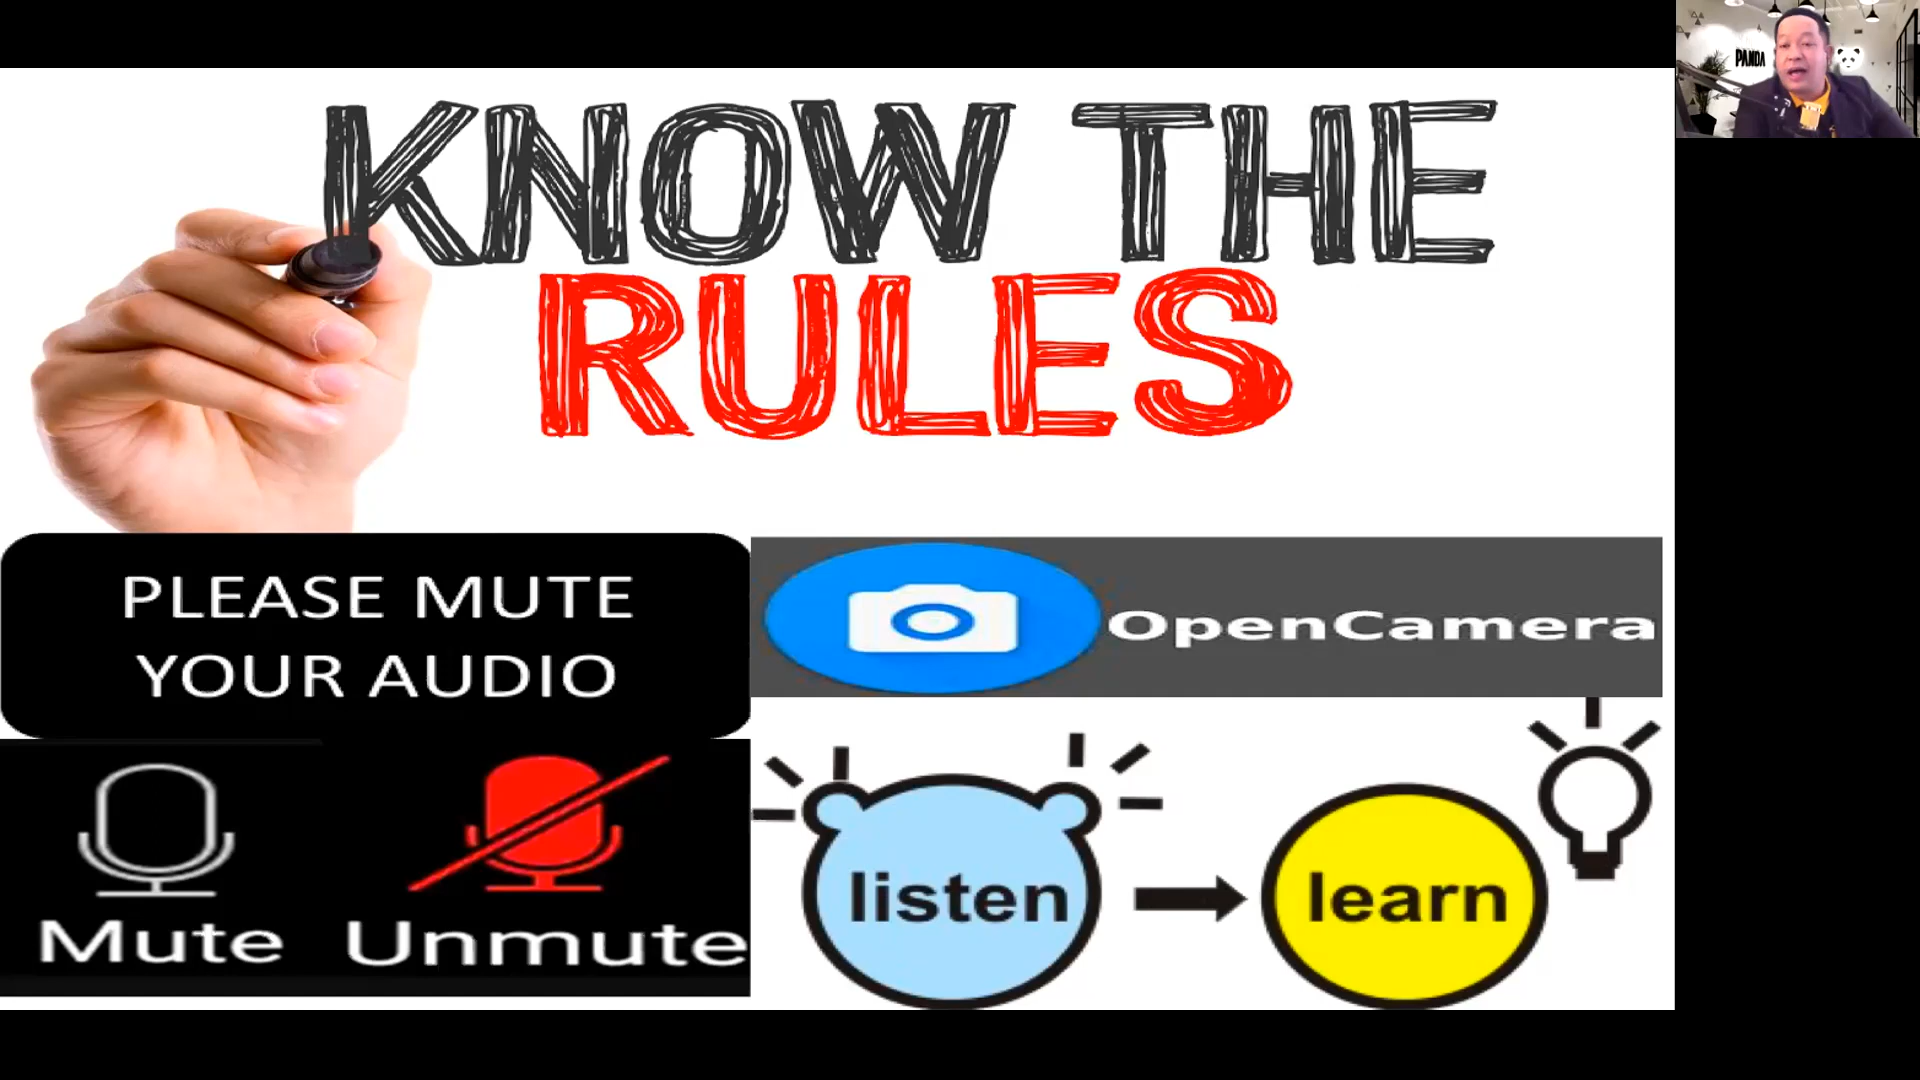 KNOW THE
RULES
PLEASE MUTE
YOUR AUDIO
OpenCamera
Mute Unmute
listen
learn
PANDA